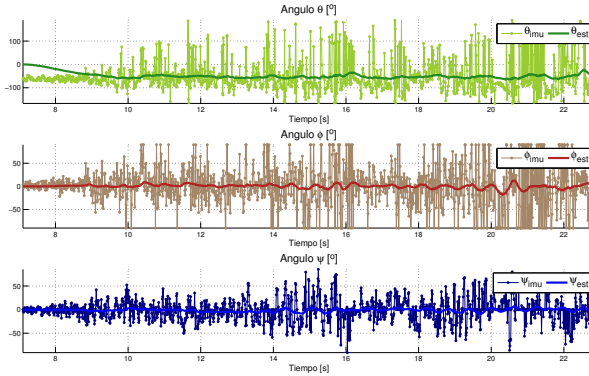 Angulo θ [º]
θimu θest
100
0
−100
8 10 12 14 16 18 20 22
Tiempo [s]
Angulo ϕ [º]
ϕimu ϕest
50
0
−50
8 10 12 14 16 18 20 22
Tiempo [s]
Angulo ψ [º]
ψimu ψest
50
0
−50
8 10 12 14 16 18 20 22
Tiempo [s]